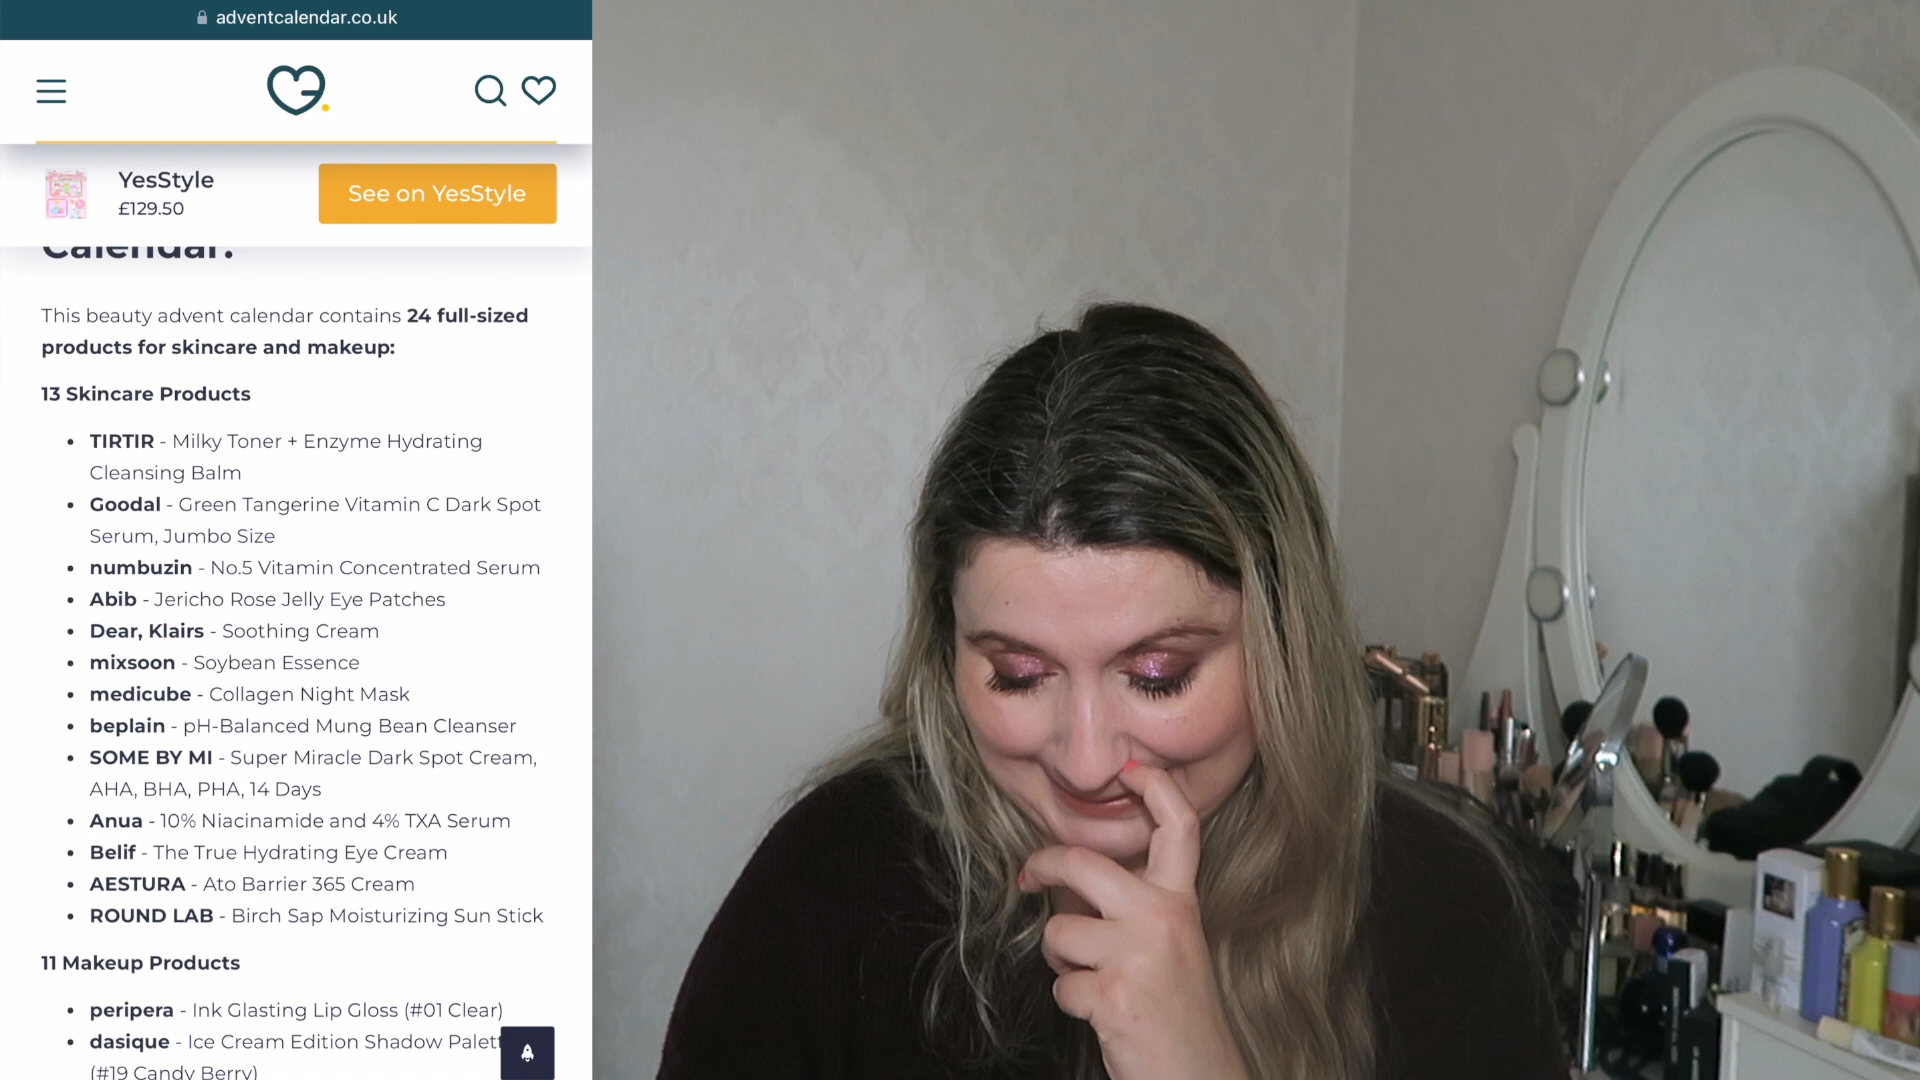 adventcalendar.co.uk
YesStyle
£129.50
See on YesStyle
Calendar:
This beauty advent calendar contains 24 full-sized
products for skincare and makeup:
13 Skincare Products
• TIRTIR - Milky Toner + Enzyme Hydrating
Cleansing Balm
• Goodal - Green Tangerine Vitamin C Dark Spot
Serum, Jumbo Size
• numbuzin - No.5 Vitamin Concentrated Serum
• Abib - Jericho Rose Jelly Eye Patches
• Dear, Klairs - Soothing Cream
• mixsoon - Soybean Essence
• medicube - Collagen Night Mask
• beplain - pH-Balanced Mung Bean Cleanser
• SOME BY MI - Super Miracle Dark Spot Cream,
AHA, BHA, PHA, 14 Days
• Anua - 10% Niacinamide and 4% TXA Serum
• Belif - The True Hydrating Eye Cream
• AESTURA - Ato Barrier 365 Cream
• ROUND LAB - Birch Sap Moisturizing Sun Stick
11 Makeup Products
• peripera - Ink Glasting Lip Gloss (#01 Clear)
• dasique - Ice Cream Edition Shadow Palett
(#19 Candy Berry)